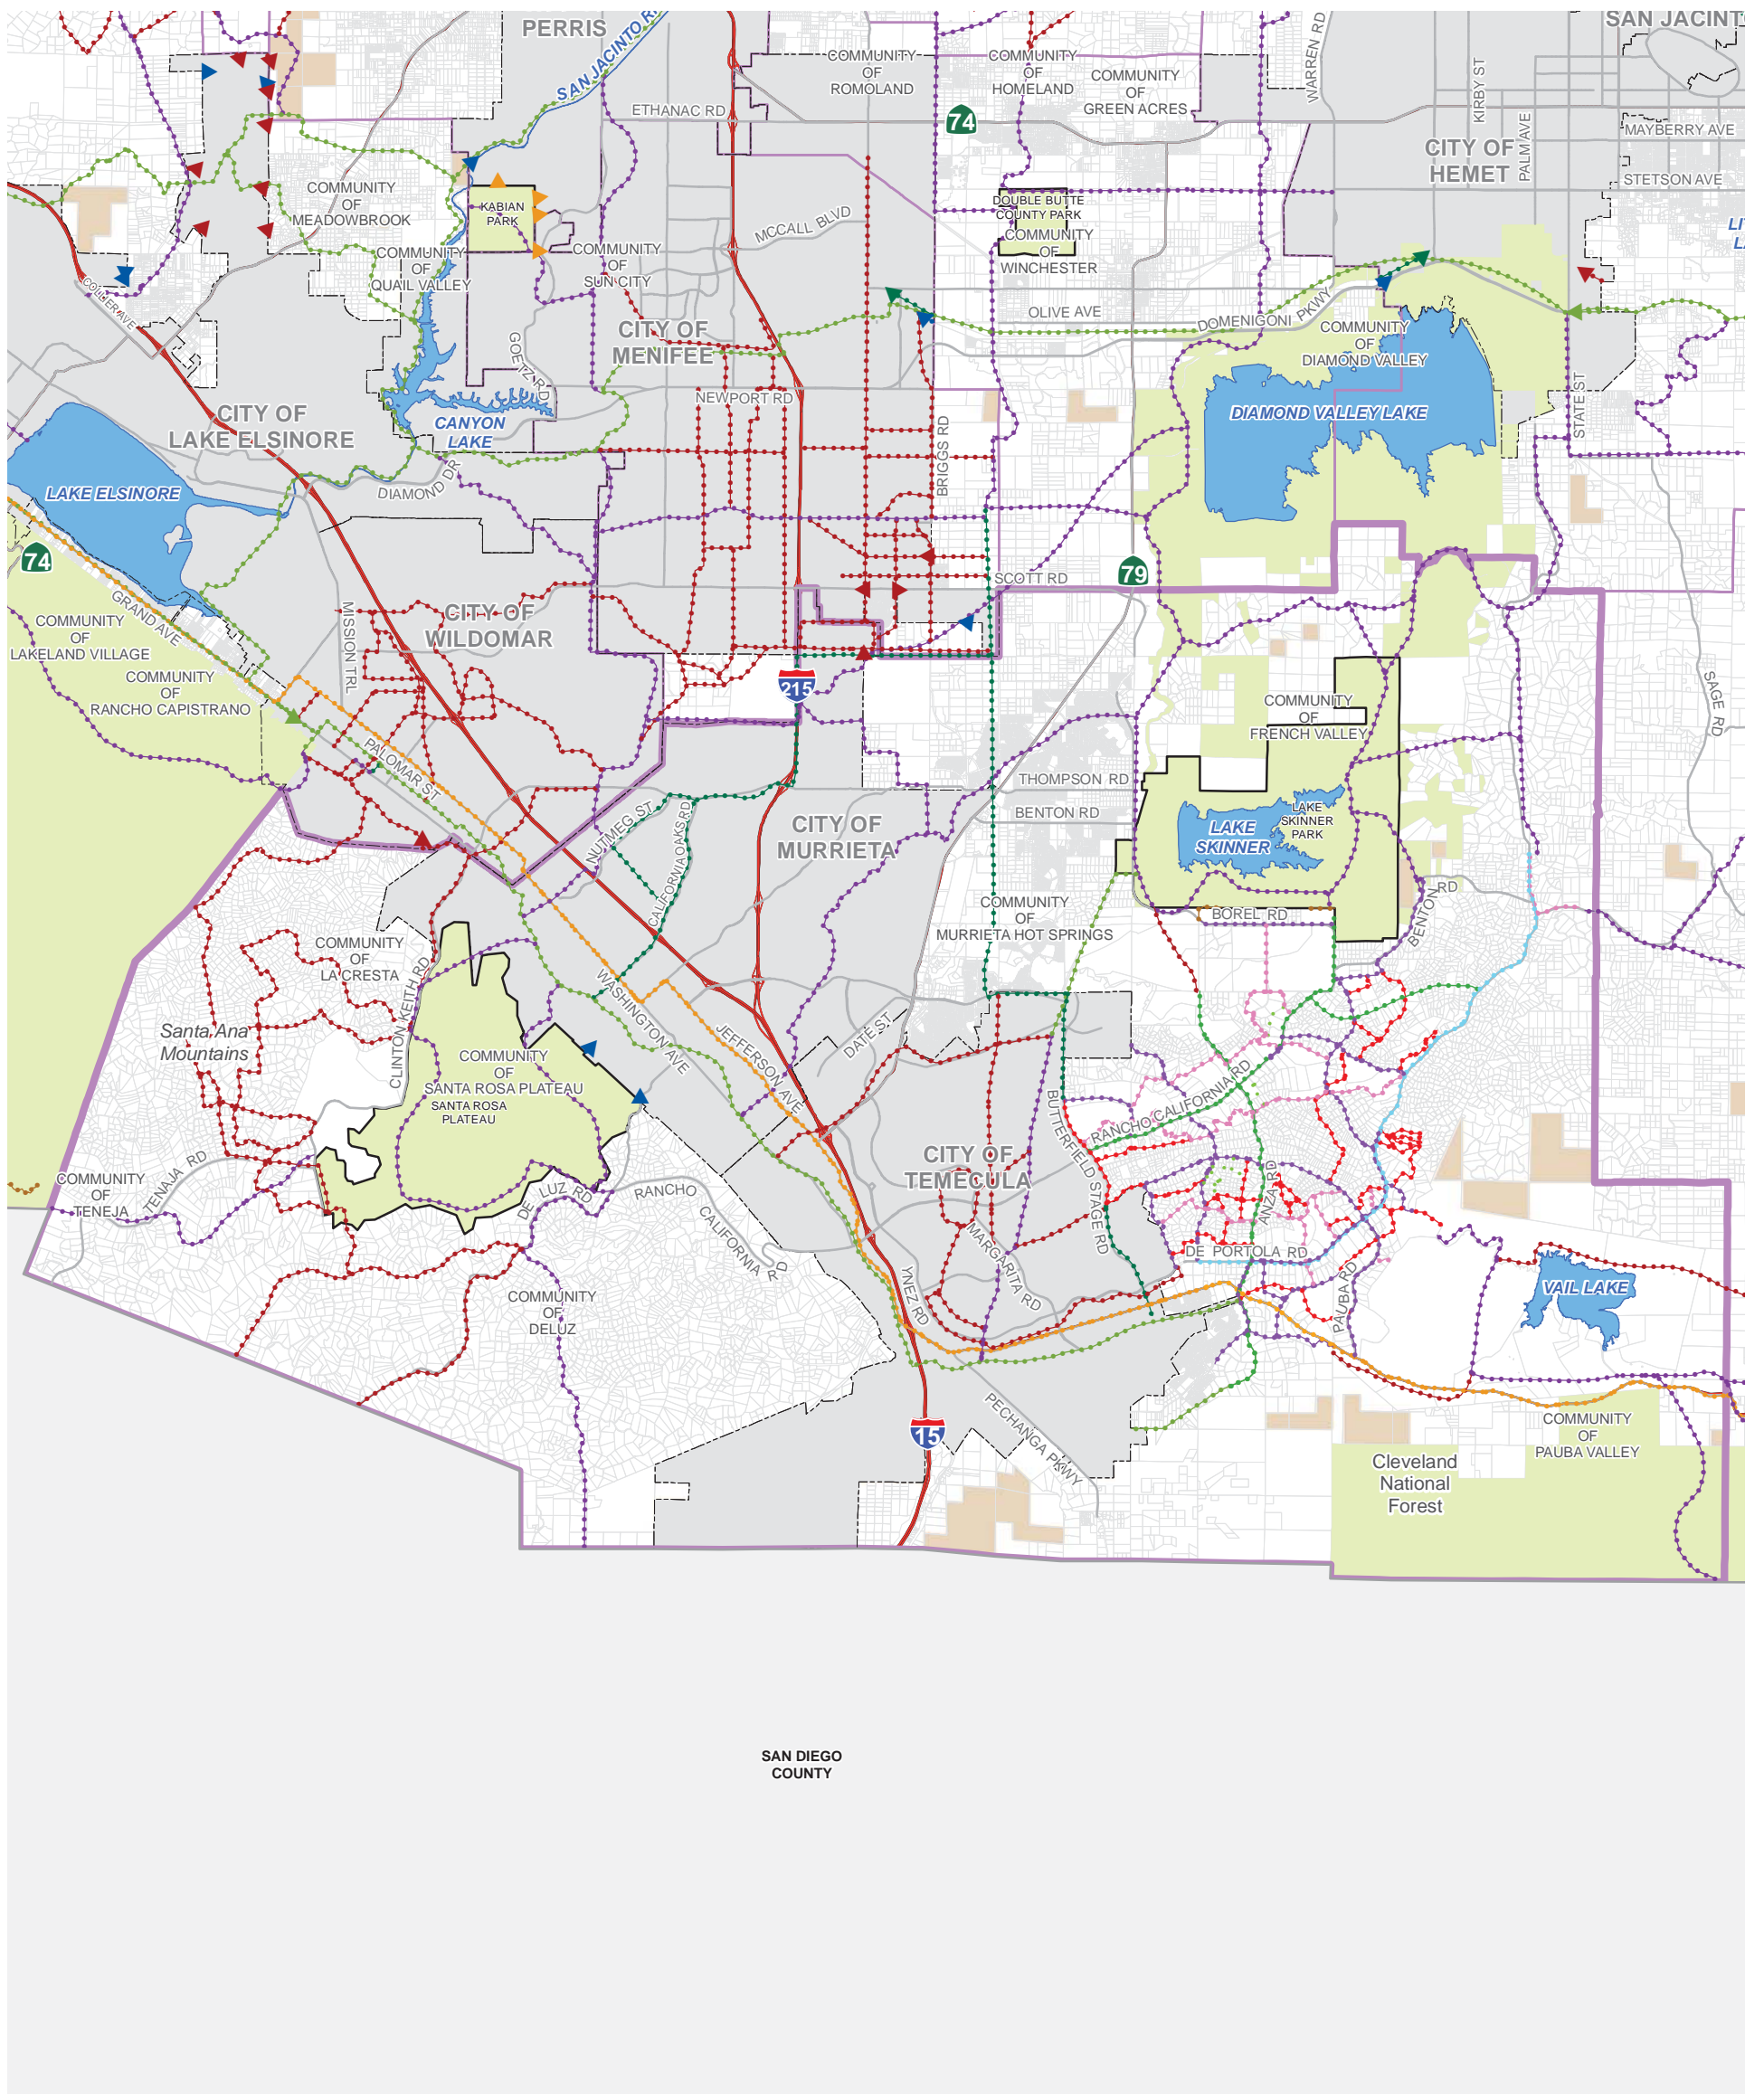 SAN JACINT
PERRIS
SAN JACINTO RI
WARREN RD
COMMUNITY
OF
ROMOLAND
COMMUNITY
OF
HOMELAND
COMMUNITY
OF
GREEN ACRES
KIRBY ST
ETHANAC RD
74
PALM AVE
MAYBERRY AVE
CITY OF
HEMET
STETSON AVE
COMMUNITY
OF
MEADOWBROOK
KABIAN
PARK
DOUBLE BUTTE
COUNTY PARK
MCCALL BLVD
COMMUNITY
OF
WINCHESTER
COMMUNITY
OF
QUAIL VALLEY
COMMUNITY
OF
SUN CITY
LIT
LA
COLLIER AVE
OLIVE AVE
DOMENIGONI PKWY
CITY OF
MENIFEE
GOETZ RD
COMMUNITY
OF
DIAMOND VALLEY
NEWPORT RD
STATE ST
CITY OF
LAKE ELSINORE
CANYON
LAKE
DIAMOND VALLEY LAKE
BRIGGS RD
LAKE ELSINORE
DIAMOND DR
74
79
SCOTT RD
GRAND AVE
MISSION TRL
CITY OF
WILDOMAR
COMMUNITY
OF
LAKELAND VILLAGE
COMMUNITY
OF
RANCHO CAPISTRANO
215
SAGE RD
COMMUNITY
OF
FRENCH VALLEY
PALOMAR ST
THOMPSON RD
BENTON RD
LAKE
SKINNER
PARK
LAKE
SKINNER
NUTMEG ST
CALIFORNIA OAKS RD
CITY OF
MURRIETA
BENTON RD
BOREL RD
COMMUNITY
OF
MURRIETA HOT SPRINGS
COMMUNITY
OF
LA CRESTA
CLINTON KEITH RD
WASHINGTON AVE
Santa Ana
Mountains
JEFFERSON AVE
DATE ST
COMMUNITY
OF
SANTA ROSA PLATEAU
SANTA ROSA
PLATEAU
RANCHO CALIFORNIA RD
BUTTERFIELD STAGE RD
CITY OF
TEMECULA
COMMUNITY
OF
TENEJA
TENAJA RD
DE LUZ RD
RANCHO CALIFORNIA RD
ANZA RD
MARGARITA RD
DE PORTOLA RD
YNEZ RD
PAUBA RD
VAIL LAKE
COMMUNITY
OF
DELUZ
15
PECHANGA PKWY
COMMUNITY
OF
PAUBA VALLEY
Cleveland
National
Forest
SAN DIEGO
COUNTY